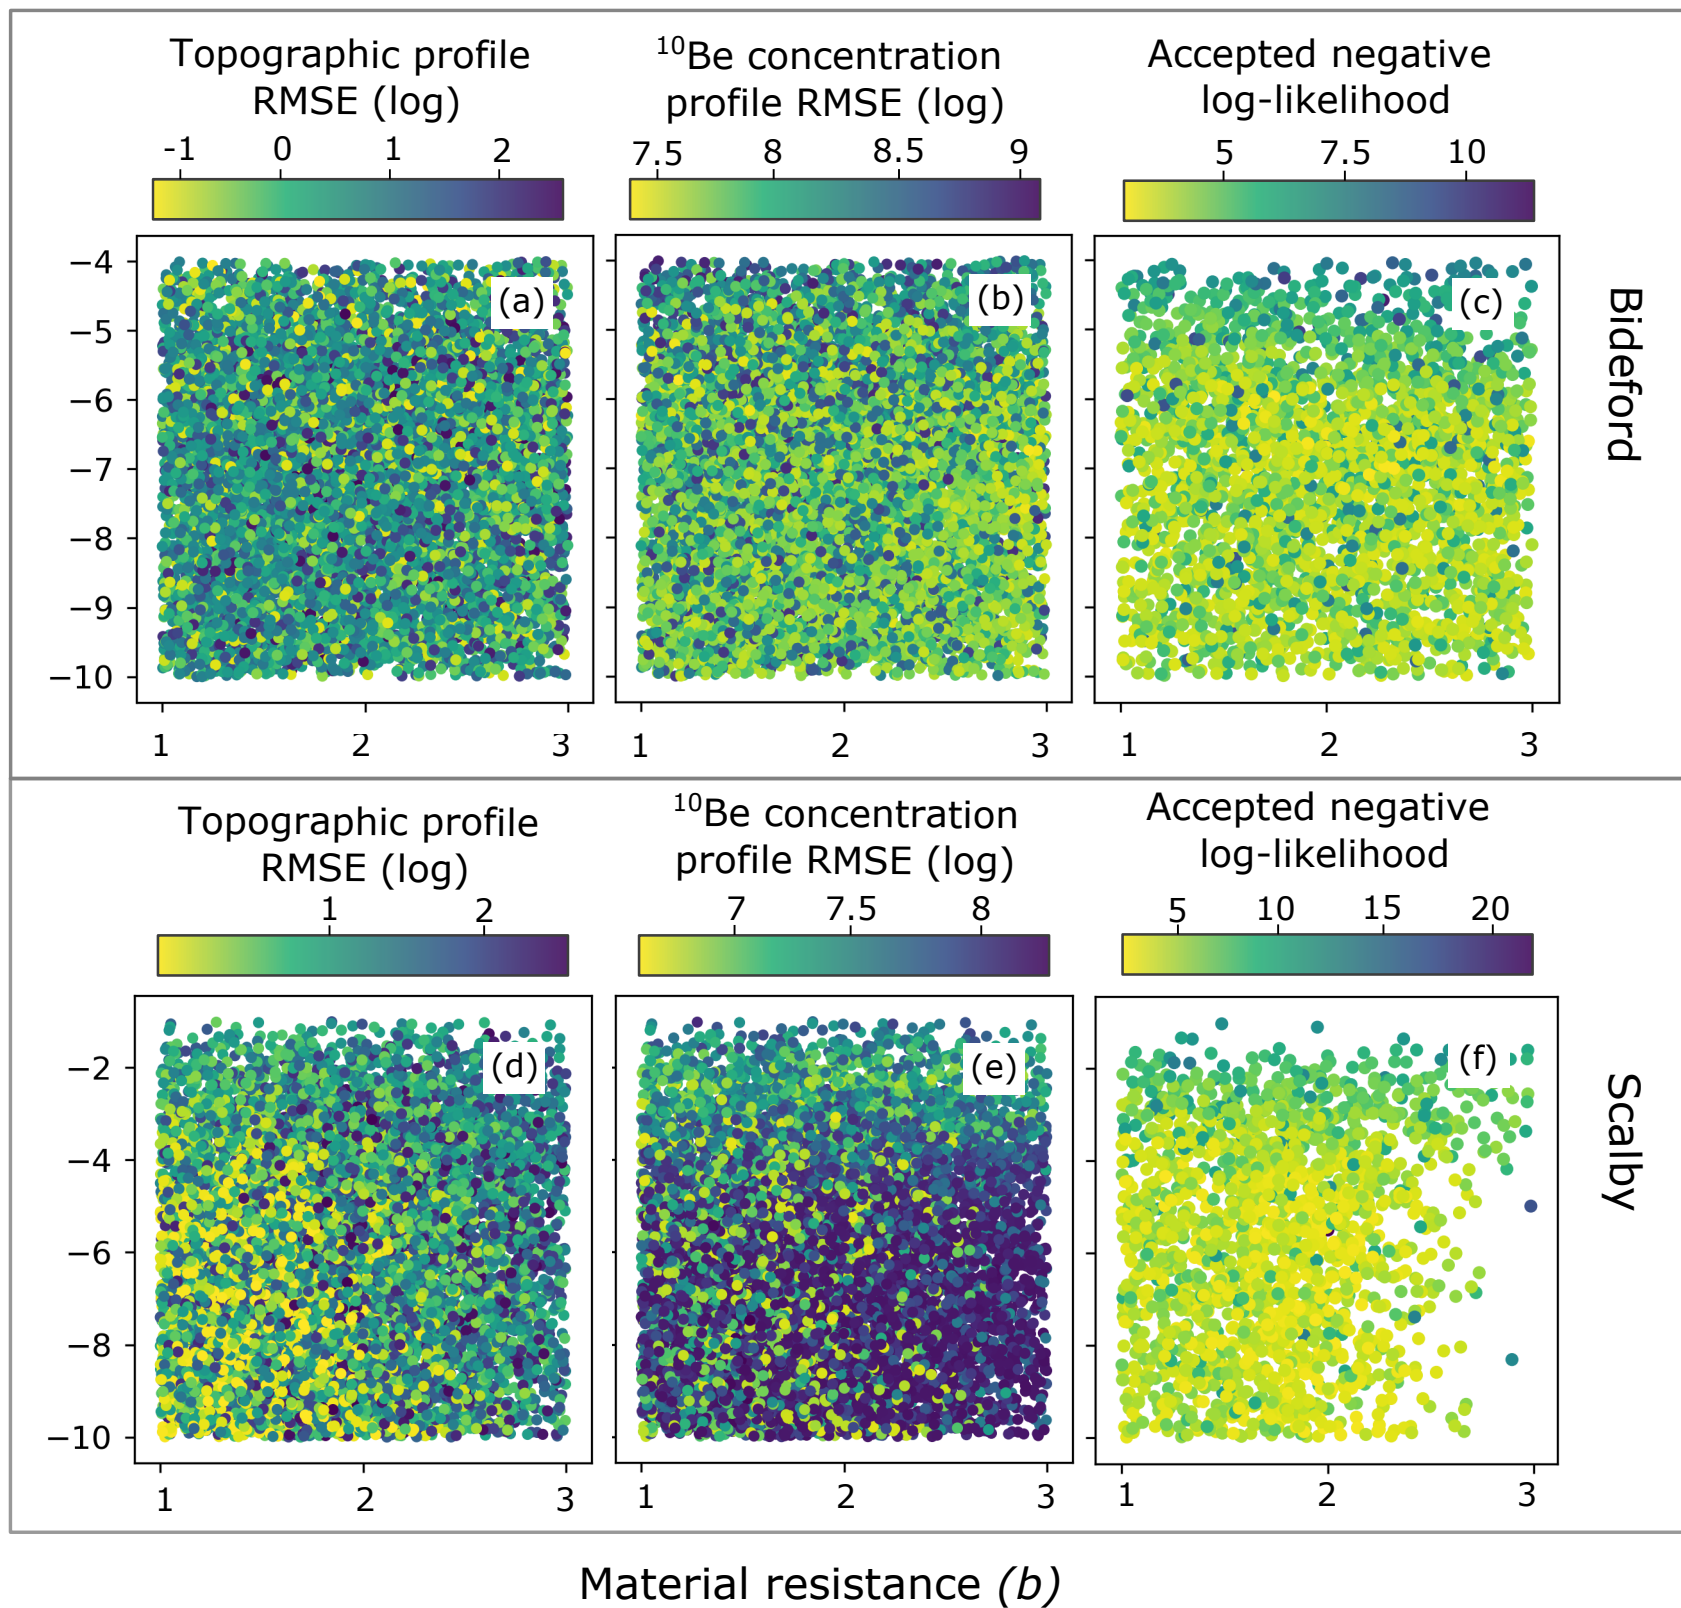 Topographic profile
RMSE (log)
10Be concentration
profile RMSE (log)
Accepted negative
log-likelihood
-1 0 1 2
7.5 8 8.5 9
5 7.5 10
(a)
(b)
(c)
−4
−5
−6
−7
−8
−9
−10
1 2 3
1 2 3
1 2 3
Bideford
Topographic profile
RMSE (log)
10Be concentration
profile RMSE (log)
Accepted negative
log-likelihood
1 2
7 7.5 8
5 10 15 20
(d)
(e)
(f)
−2
−4
−6
−8
−10
1 2 3
1 2 3
1 2 3
Scalby
Material resistance (b)